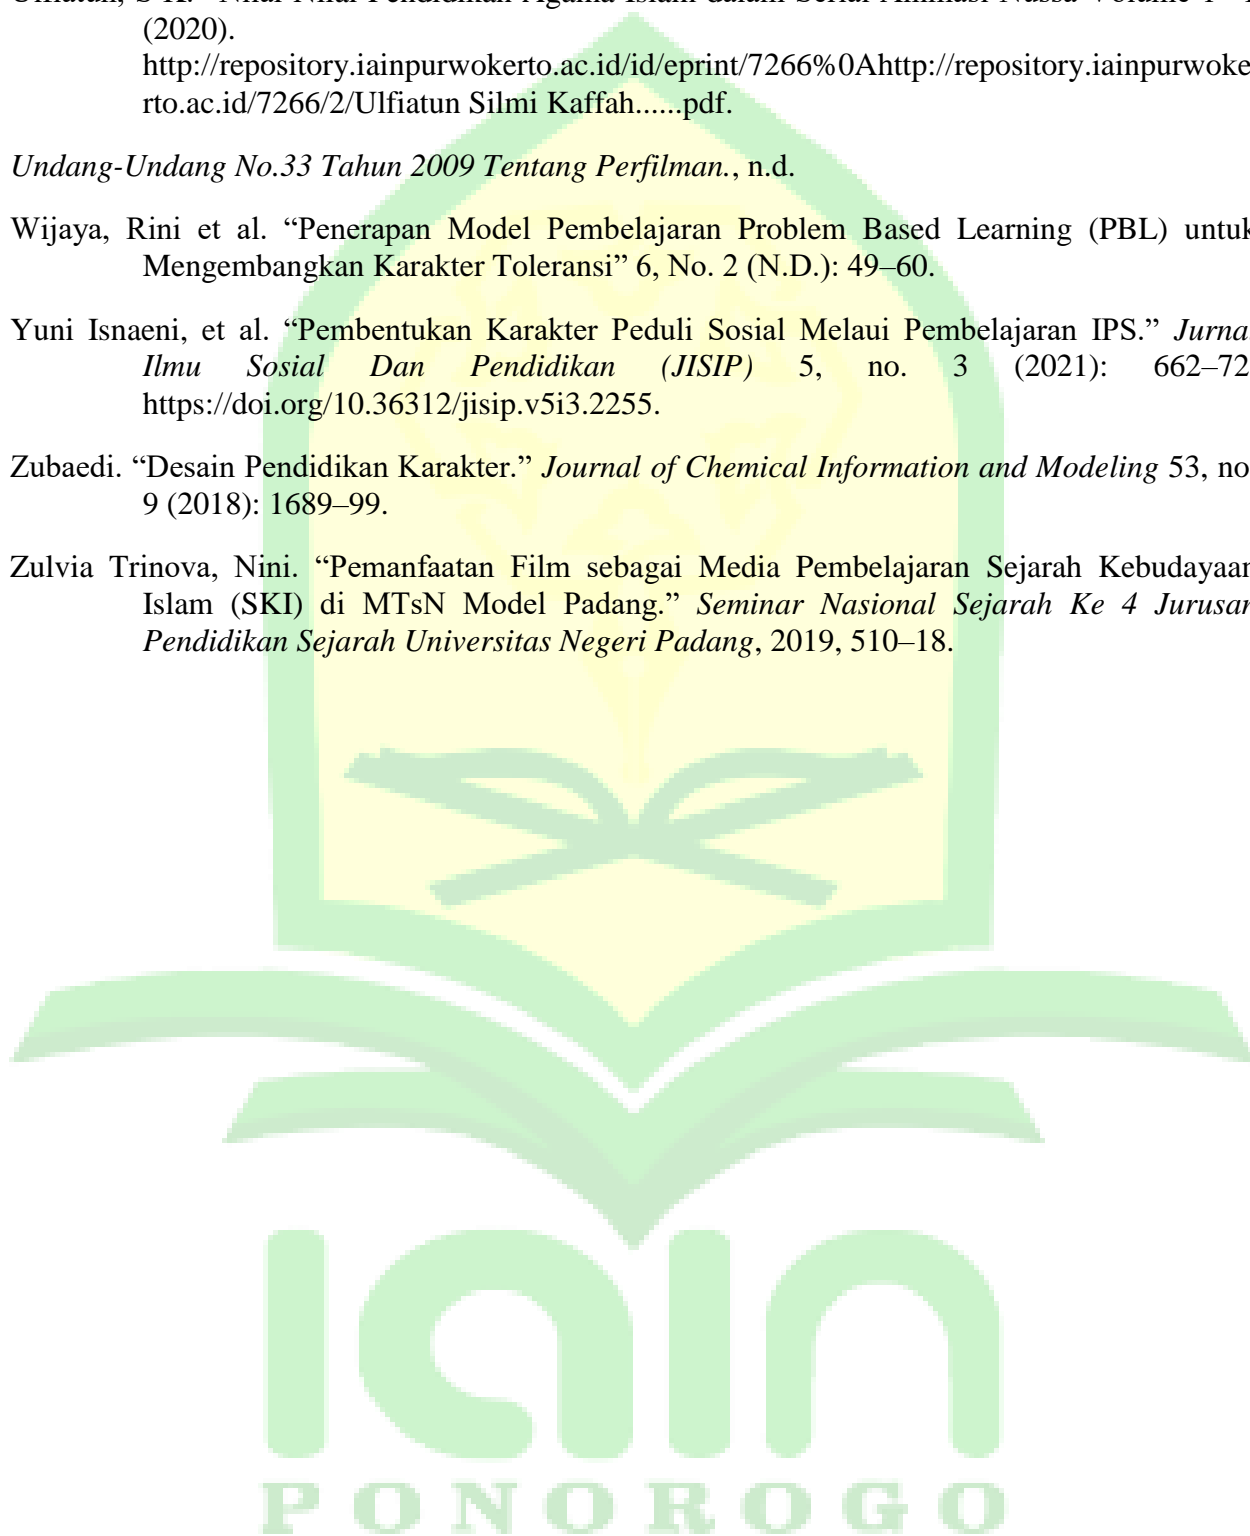 (2020).
http://repository.iainpurwokerto.ac.id/id/eprint/7266%0Ahttp://repository.iainpurwoke
rto.ac.id/7266/2/Ulfiatun Silmi Kaffah......pdf.
Undang-Undang No.33 Tahun 2009 Tentang Perfilman., n.d.
Wijaya, Rini et al. “Penerapan Model Pembelajaran Problem Based Learning (PBL) untuk
Mengembangkan Karakter Toleransi” 6, No. 2 (N.D.): 49–60.
Yuni Isnaeni, et al. “Pembentukan Karakter Peduli Sosial Melaui Pembelajaran IPS.” Jurnal
Ilmu Sosial Dan Pendidikan (JISIP) 5, no. 3 (2021): 662–72.
https://doi.org/10.36312/jisip.v5i3.2255.
Zubaedi. “Desain Pendidikan Karakter.” Journal of Chemical Information and Modeling 53, no.
9 (2018): 1689–99.
Zulvia Trinova, Nini. “Pemanfaatan Film sebagai Media Pembelajaran Sejarah Kebudayaan
Islam (SKI) di MTsN Model Padang.” Seminar Nasional Sejarah Ke 4 Jurusan
Pendidikan Sejarah Universitas Negeri Padang, 2019, 510–18.
iain
PONOROGO